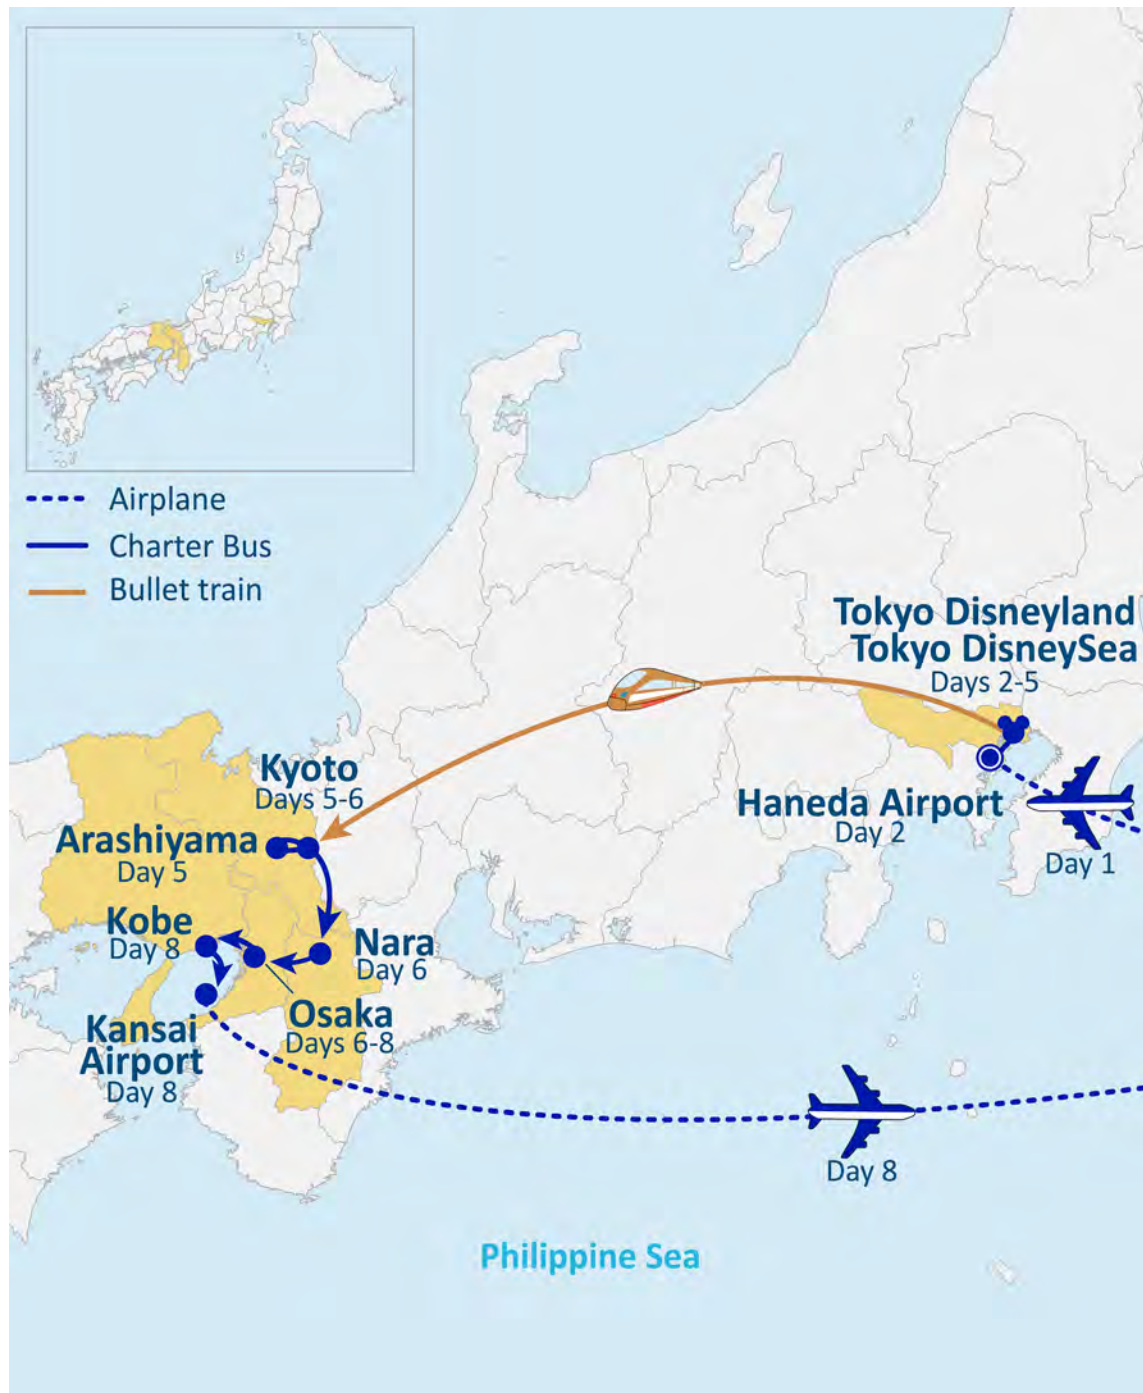 Airplane
Charter Bus
Bullet train
Tokyo Disneyland
Tokyo DisneySea
Days 2-5
Haneda Airport
Day 2
Day 1
Kyoto
Days 5-6
Arashiyama
Day 5
Kobe
Day 8
Nara
Day 6
Osaka
Days 6-8
Kansai
Airport
Day 8
Day 8
Philippine Sea